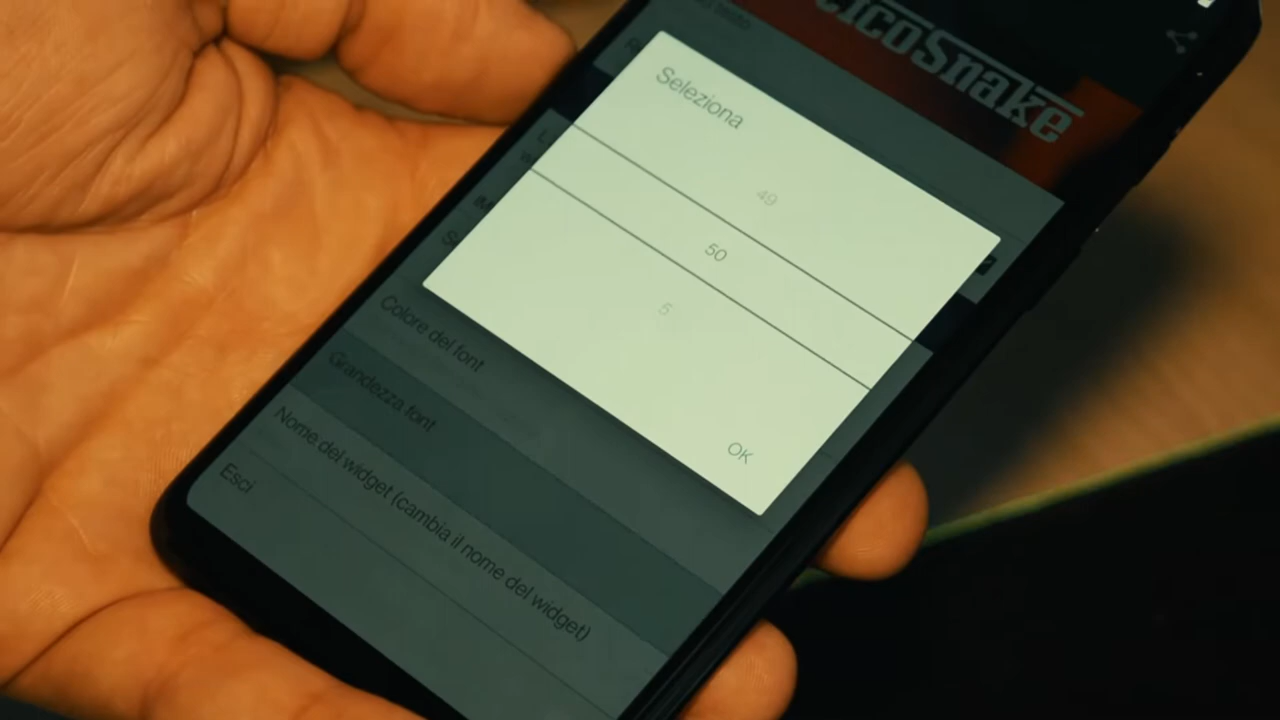 icoSnake
Seleziona
49
50
5
OK
Colore del font
Grandezza font
Nome del widget (cambia il nome del widget)
Esci